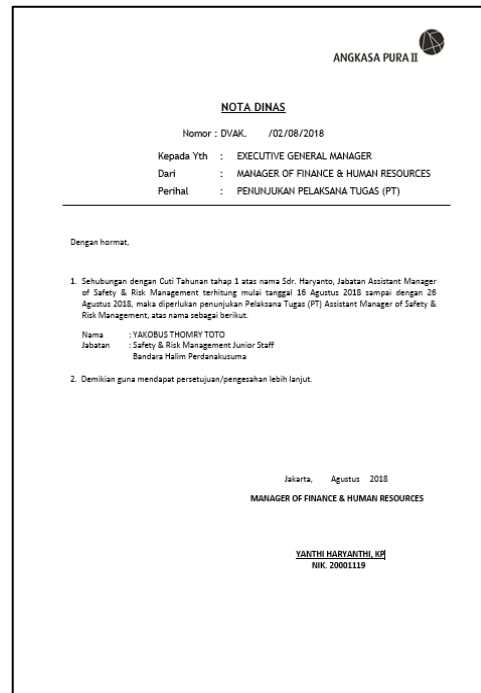 ANGKASA PURA II
NOTA DINAS
Nomor : DVAK. /02/08/2018
Kepada Yth : EXECUTIVE GENERAL MANAGER
Dari : MANAGER OF FINANCE & HUMAN RESOURCES
Perihal : PENUNJUKAN PELAKSANA TUGAS (PT)
Dengan hormat,
1. Sehubungan dengan Cuti Tahunan tahap 1 atas nama Sdr. Haryanto, Jabatan Assistant Manager
of Safety & Risk Management terhitung mulai tanggal 16 Agustus 2018 sampai dengan 26
Agustus 2018, maka diperlukan penunjukan Pelaksana Tugas (PT) Assistant Manager of Safety &
Risk Management, atas nama sebagai berikut.
Nama : YAKOBUS THOMRY TOTO
Jabatan : Safety & Risk Management Junior Staff
Bandara Halim Perdanakusuma
2. Demikian guna mendapat persetujuan/pengesahan lebih lanjut.
Jakarta, Agustus 2018
MANAGER OF FINANCE & HUMAN RESOURCES
YANTHI HARYANTHI, KP
NIK. 20001119